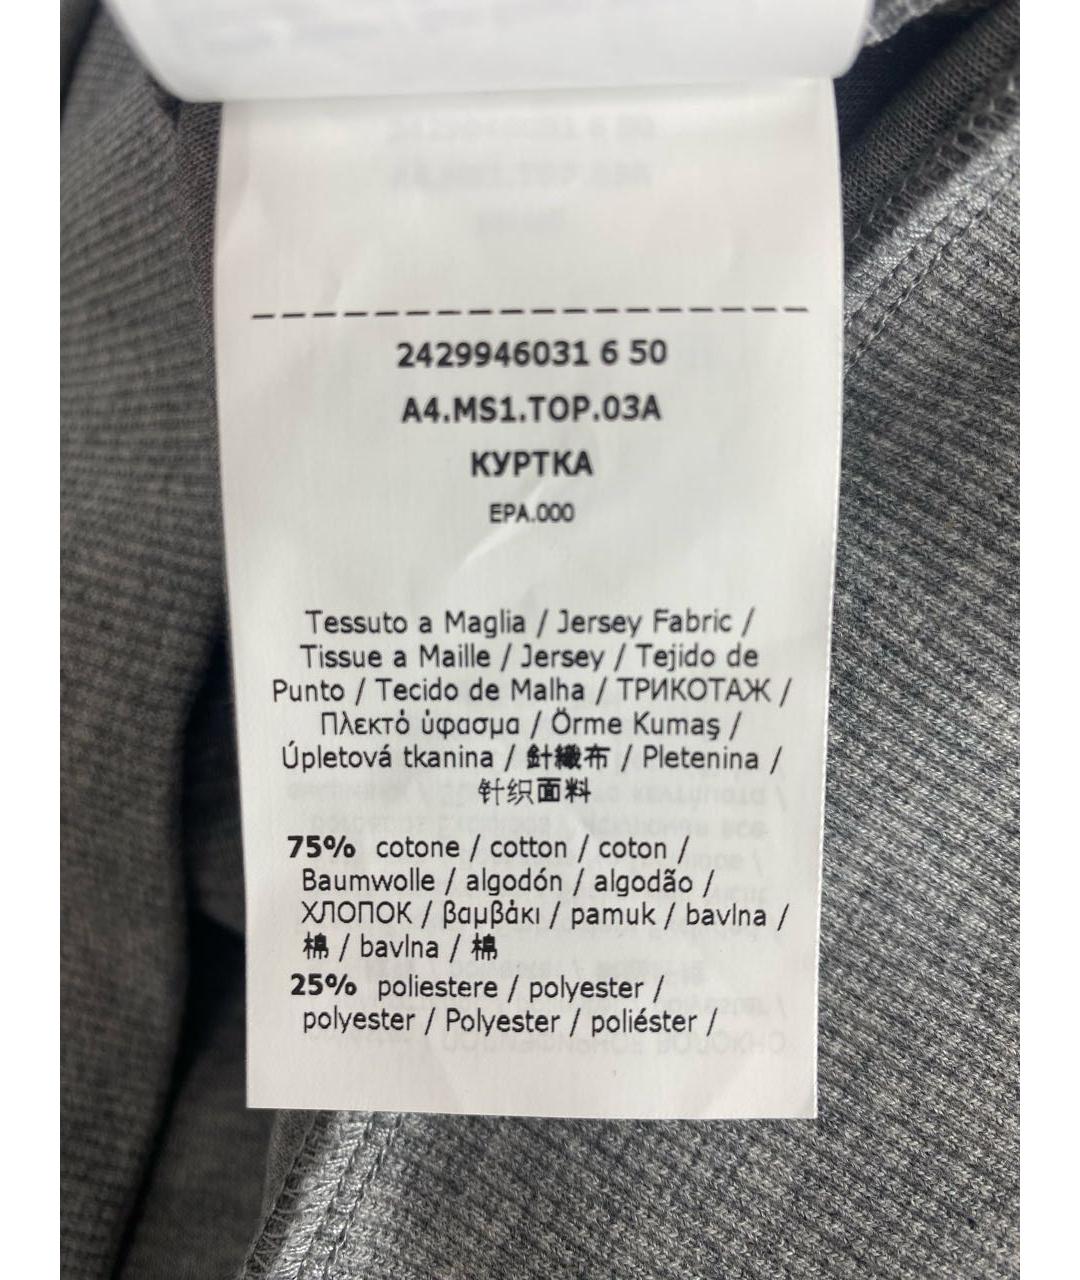 2429946031 6 50
A4.MS1.TOP.03A
КУРТКА
EPA.000
Tessuto a Maglia / Jersey Fabric /
Tissue a Maille / Jersey / Tejido de
Punto / Tecido de Malha / ТРИКОТАЖ /
Πλεκτό ύφασμα / Örme Kumaş /
Úpletová tkanina / 針織布 / Pletenina /
针织面料
75% cotone / cotton / coton /
Baumwolle / algodón / algodão /
ХЛОПОК / βαμβάκι / pamuk / bavlna /
棉 / bavlna / 棉
25% poliestere / polyester /
polyester / Polyester / poliéster /